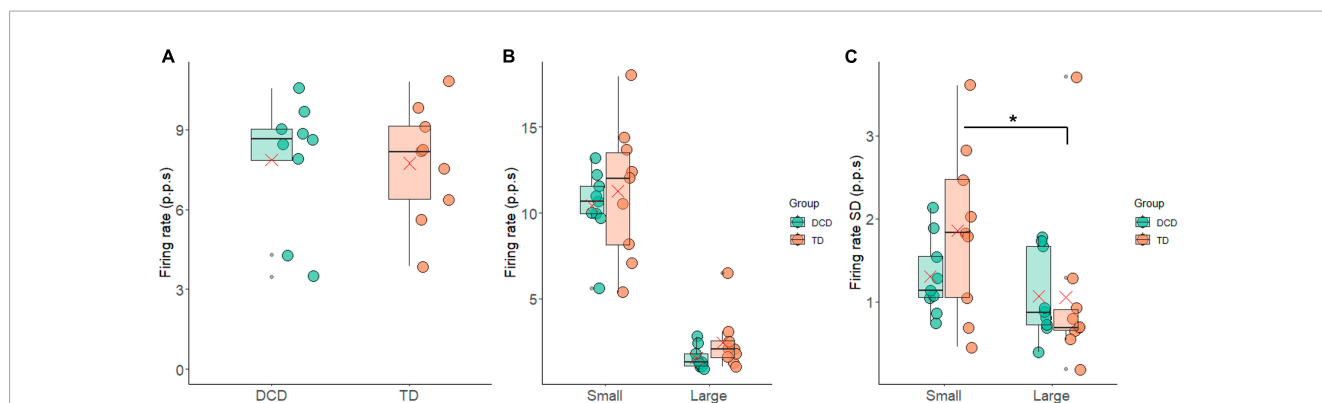 A
Firing rate (p.p.s)
9
6
3
0
DCD
TD
B
Firing rate (p.p.s)
15
10
5
Small
Large
Group
DCD
TD
C
Firing rate SD (p.p.s)
3
2
1
*
Small
Large
Group
DCD
TD